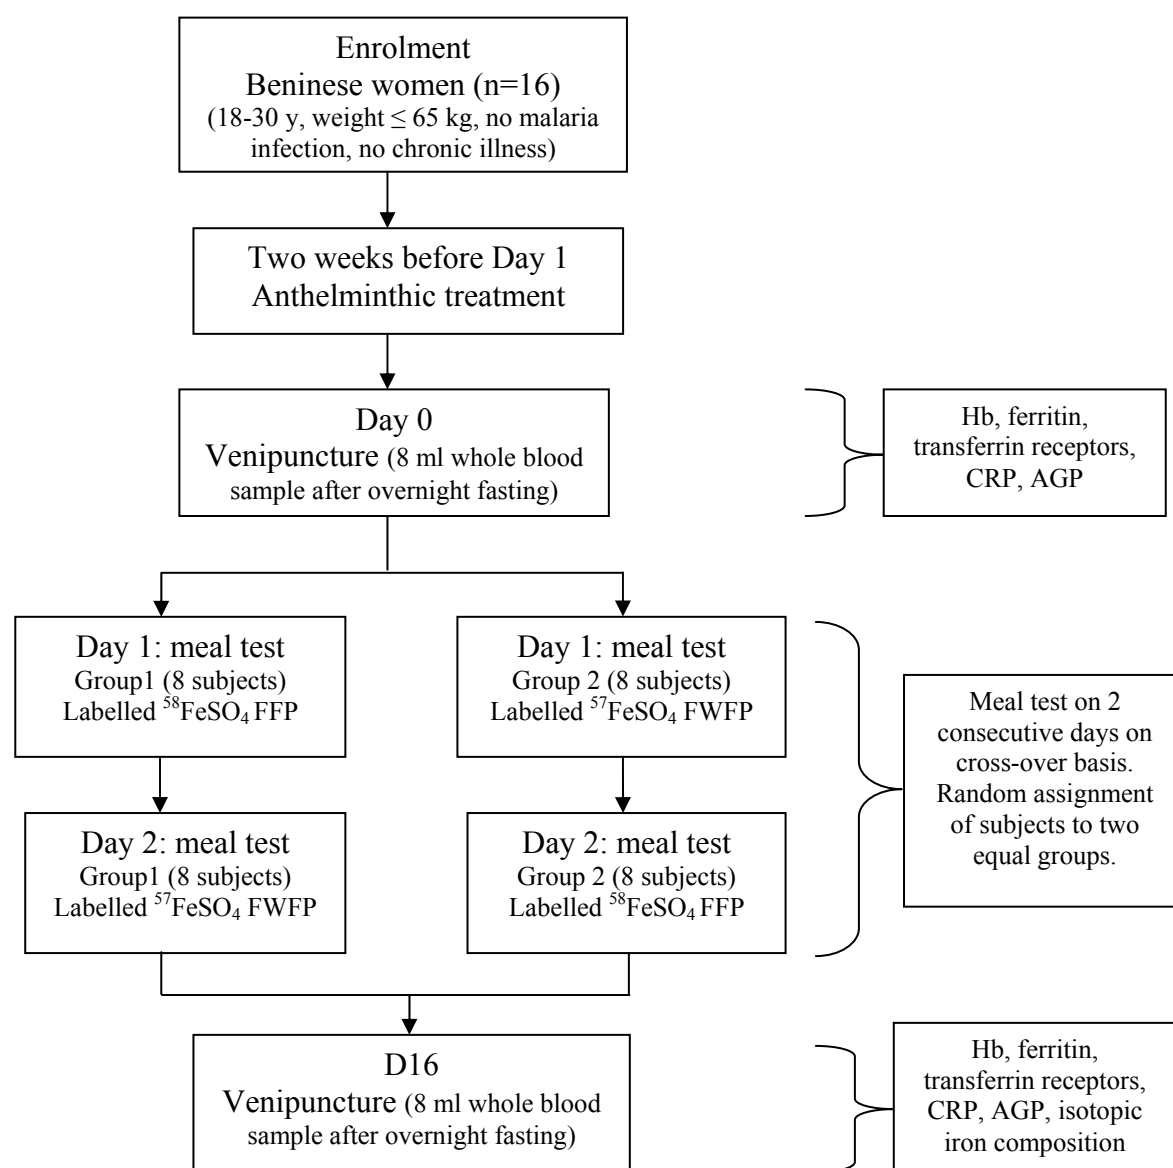 Enrolment
Beninese women (n=16)
(18-30 y, weight ≤ 65 kg, no malaria
infection, no chronic illness)
Two weeks before Day 1
Anthelminthic treatment
Day 0
Venipuncture (8 ml whole blood
sample after overnight fasting)
Hb, ferritin,
transferrin receptors,
CRP, AGP
Day 1: meal test
Group1 (8 subjects)
Labelled ⁵⁸FeSO₄ FFP
Day 1: meal test
Group 2 (8 subjects)
Labelled ⁵⁷FeSO₄ FWFP
Day 2: meal test
Group1 (8 subjects)
Labelled ⁵⁷FeSO₄ FWFP
Day 2: meal test
Group 2 (8 subjects)
Labelled ⁵⁸FeSO₄ FFP
Meal test on 2
consecutive days on
cross-over basis.
Random assignment
of subjects to two
equal groups.
D16
Venipuncture (8 ml whole blood
sample after overnight fasting)
Hb, ferritin,
transferrin receptors,
CRP, AGP, isotopic
iron composition